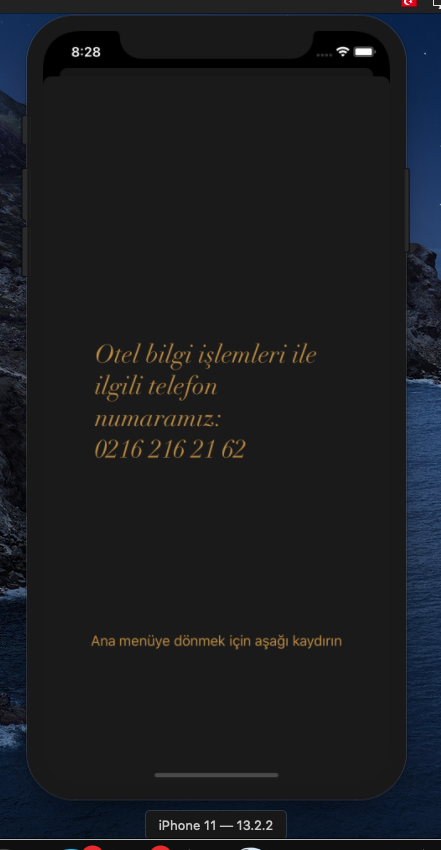 8:28
Otel bilgi işlemleri ile
ilgili telefon
numaramız:
0216 216 21 62
Ana menüye dönmek için aşağı kaydırın
iPhone 11 — 13.2.2